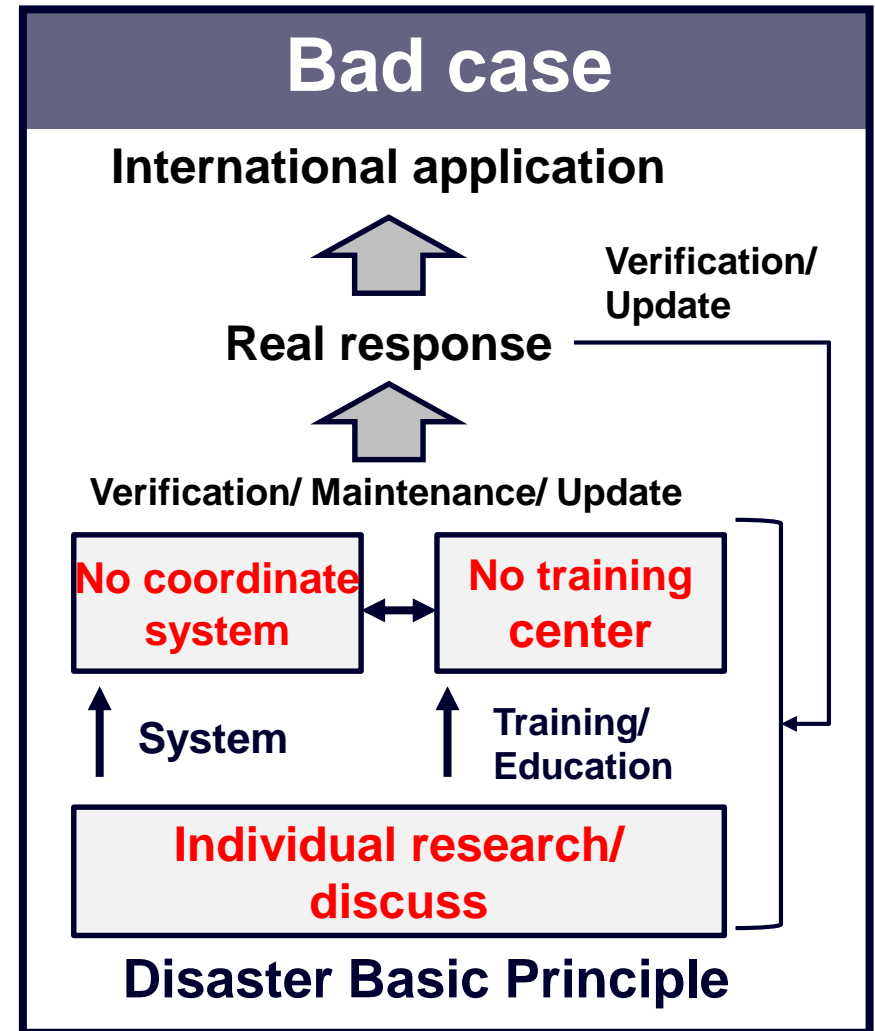 Bad case
International application
Verification/
Update
Real response
Verification/ Maintenance/ Update
No coordinate
system
No training
center
System
Training/
Education
Individual research/
discuss
Disaster Basic Principle